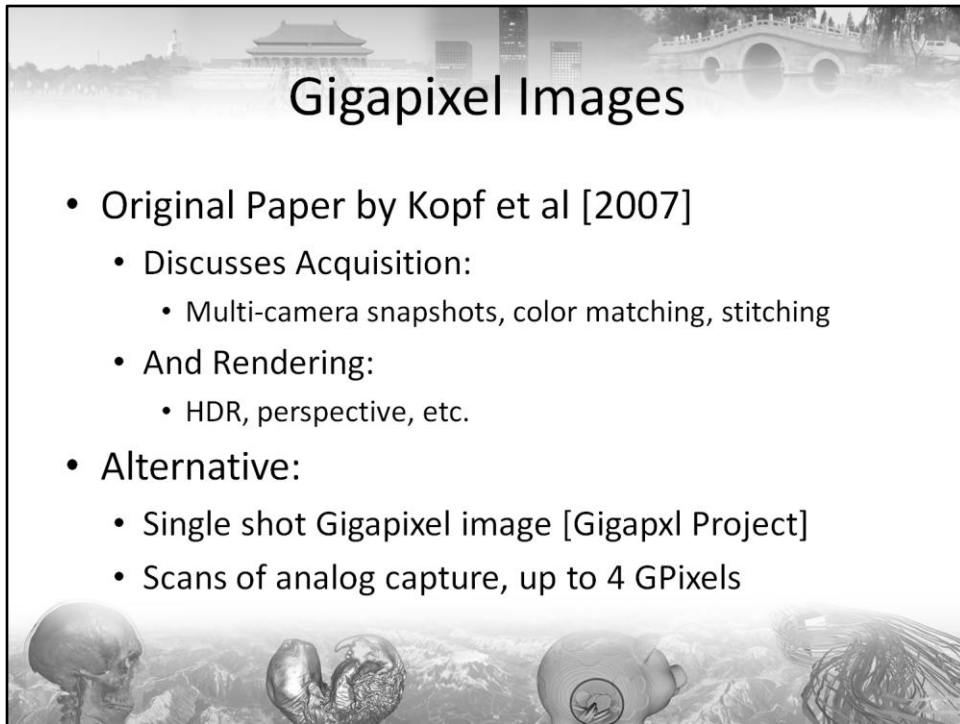 Gigapixel Images
• Original Paper by Kopf et al [2007]
• Discusses Acquisition:
• Multi-camera snapshots, color matching, stitching
• And Rendering:
• HDR, perspective, etc.
• Alternative:
• Single shot Gigapixel image [Gigapxl Project]
• Scans of analog capture, up to 4 GPixels